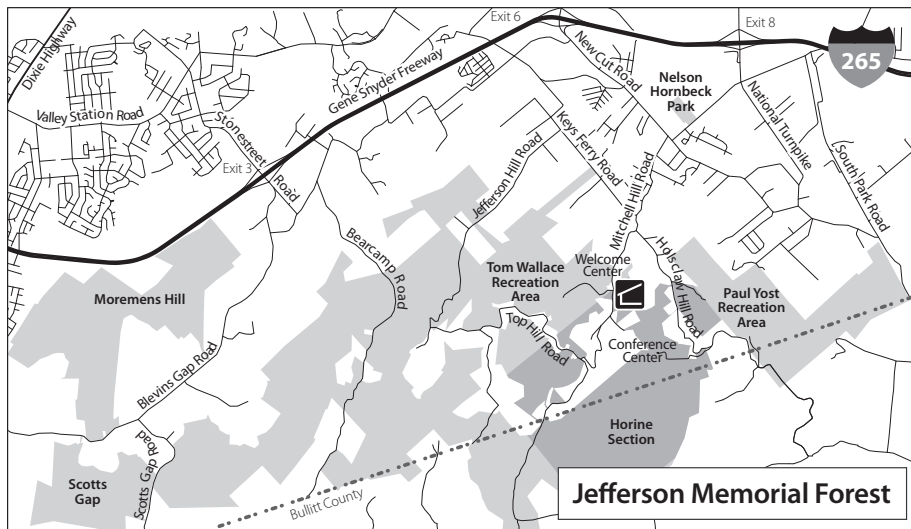 Exit 6
Exit 8
265
Dixie Highway
Gene Snyder Freeway
New Cut Road
Nelson
Hornbeck
Park
Valley Station Road
Stonestreet Road
National Turnpike
Keys Ferry Road
South Park Road
Exit 3
Jefferson Hill Road
Mitchell Hill Road
Bearcamp Road
Holsclaw Hill Road
Welcome
Center
Tom Wallace
Recreation
Area
Moremens Hill
Paul Yost
Recreation
Area
Top Hill Road
Conference
Center
Blevins Gap Road
Horine
Section
Scotts Gap Road
Scotts
Gap
Bullitt County
Jefferson Memorial Forest